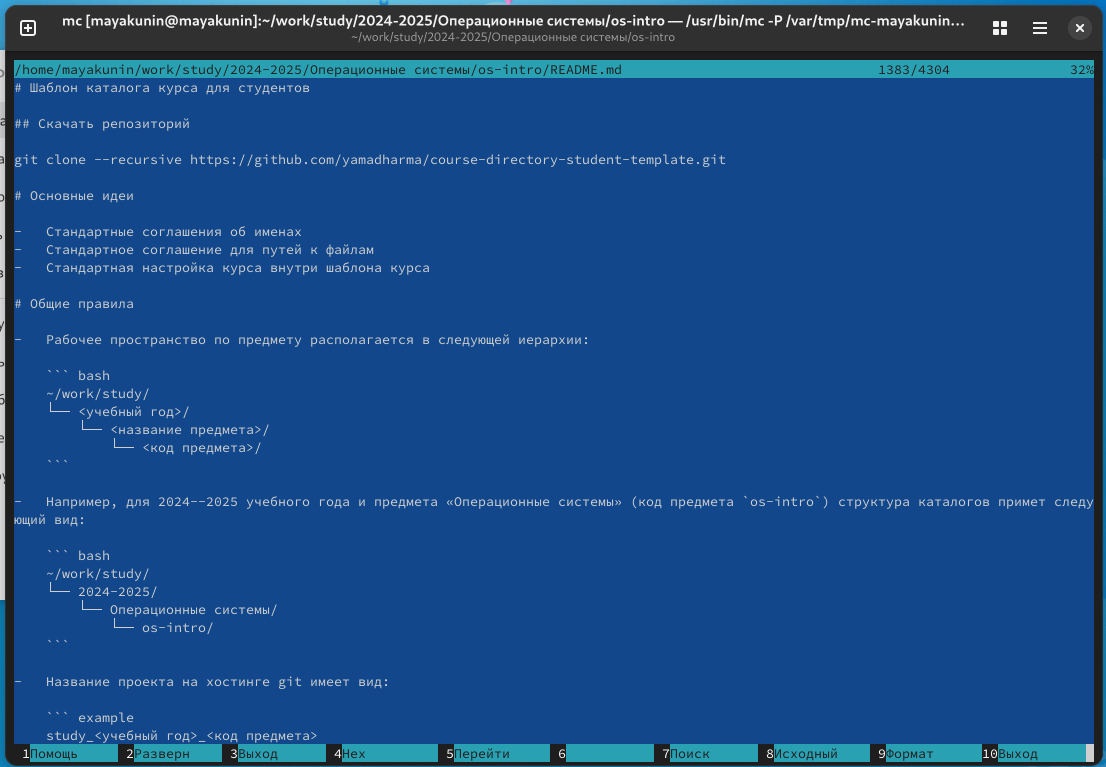 mc [mayakunin@mayakunin]:~/work/study/2024-2025/Операционные системы/os-intro — /usr/bin/mc -P /var/tmp/mc-mayakunin…
~/work/study/2024-2025/Операционные системы/os-intro
/home/mayakunin/work/study/2024-2025/Операционные системы/os-intro/README.md 1383/4304 32%
# Шаблон каталога курса для студентов
## Скачать репозиторий
git clone --recursive https://github.com/yamadharma/course-directory-student-template.git
# Основные идеи
- Стандартные соглашения об именах
- Стандартное соглашение для путей к файлам
- Стандартная настройка курса внутри шаблона курса
# Общие правила
- Рабочее пространство по предмету располагается в следующей иерархии:
``` bash
~/work/study/
└── <учебный год>/
└── <название предмета>/
└── <код предмета>/
```
- Например, для 2024--2025 учебного года и предмета «Операционные системы» (код предмета `os-intro`) структура каталогов примет следу
ющий вид:
``` bash
~/work/study/
└── 2024-2025/
└── Операционные системы/
└── os-intro/
```
- Название проекта на хостинге git имеет вид:
``` example
study_<учебный год>_<код предмета>
1Помощь 2Разверн 3Выход 4Hex 5Перейти 6 7Поиск 8Исходный 9Формат 10Выход